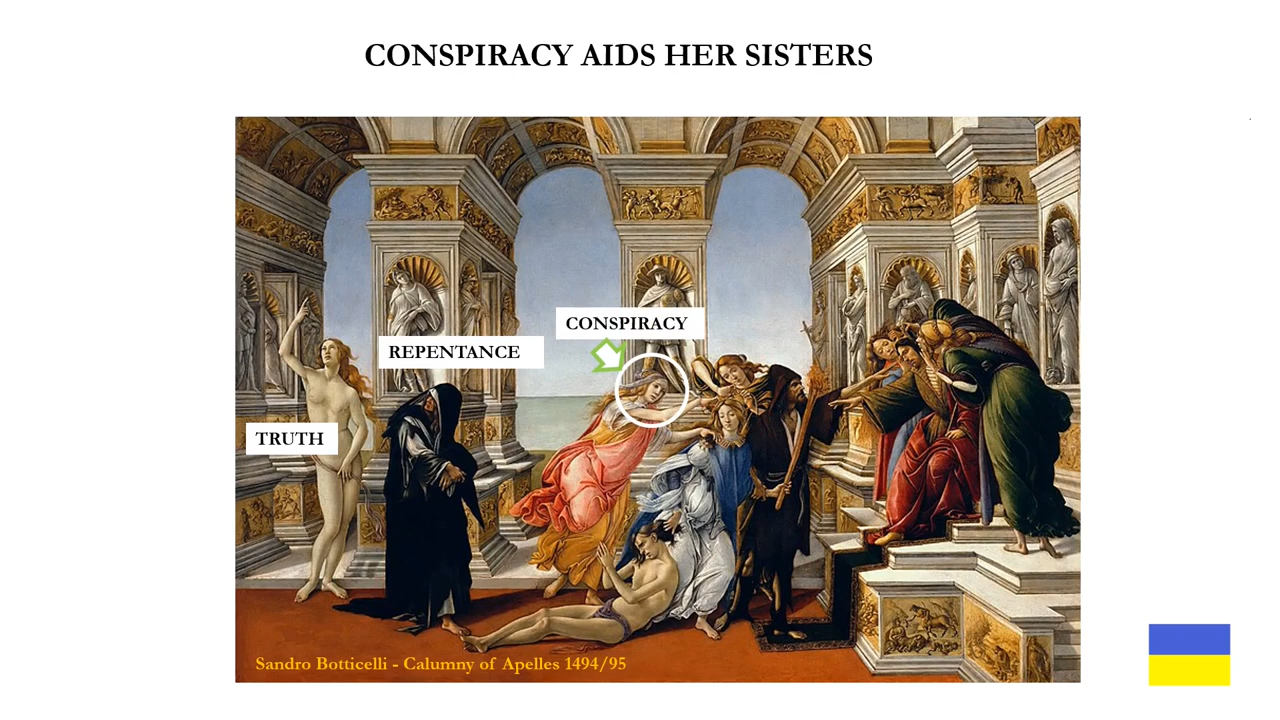 CONSPIRACY AIDS HER SISTERS
CONSPIRACY
REPENTANCE
TRUTH
Sandro Botticelli - Calumny of Apelles 1494/95